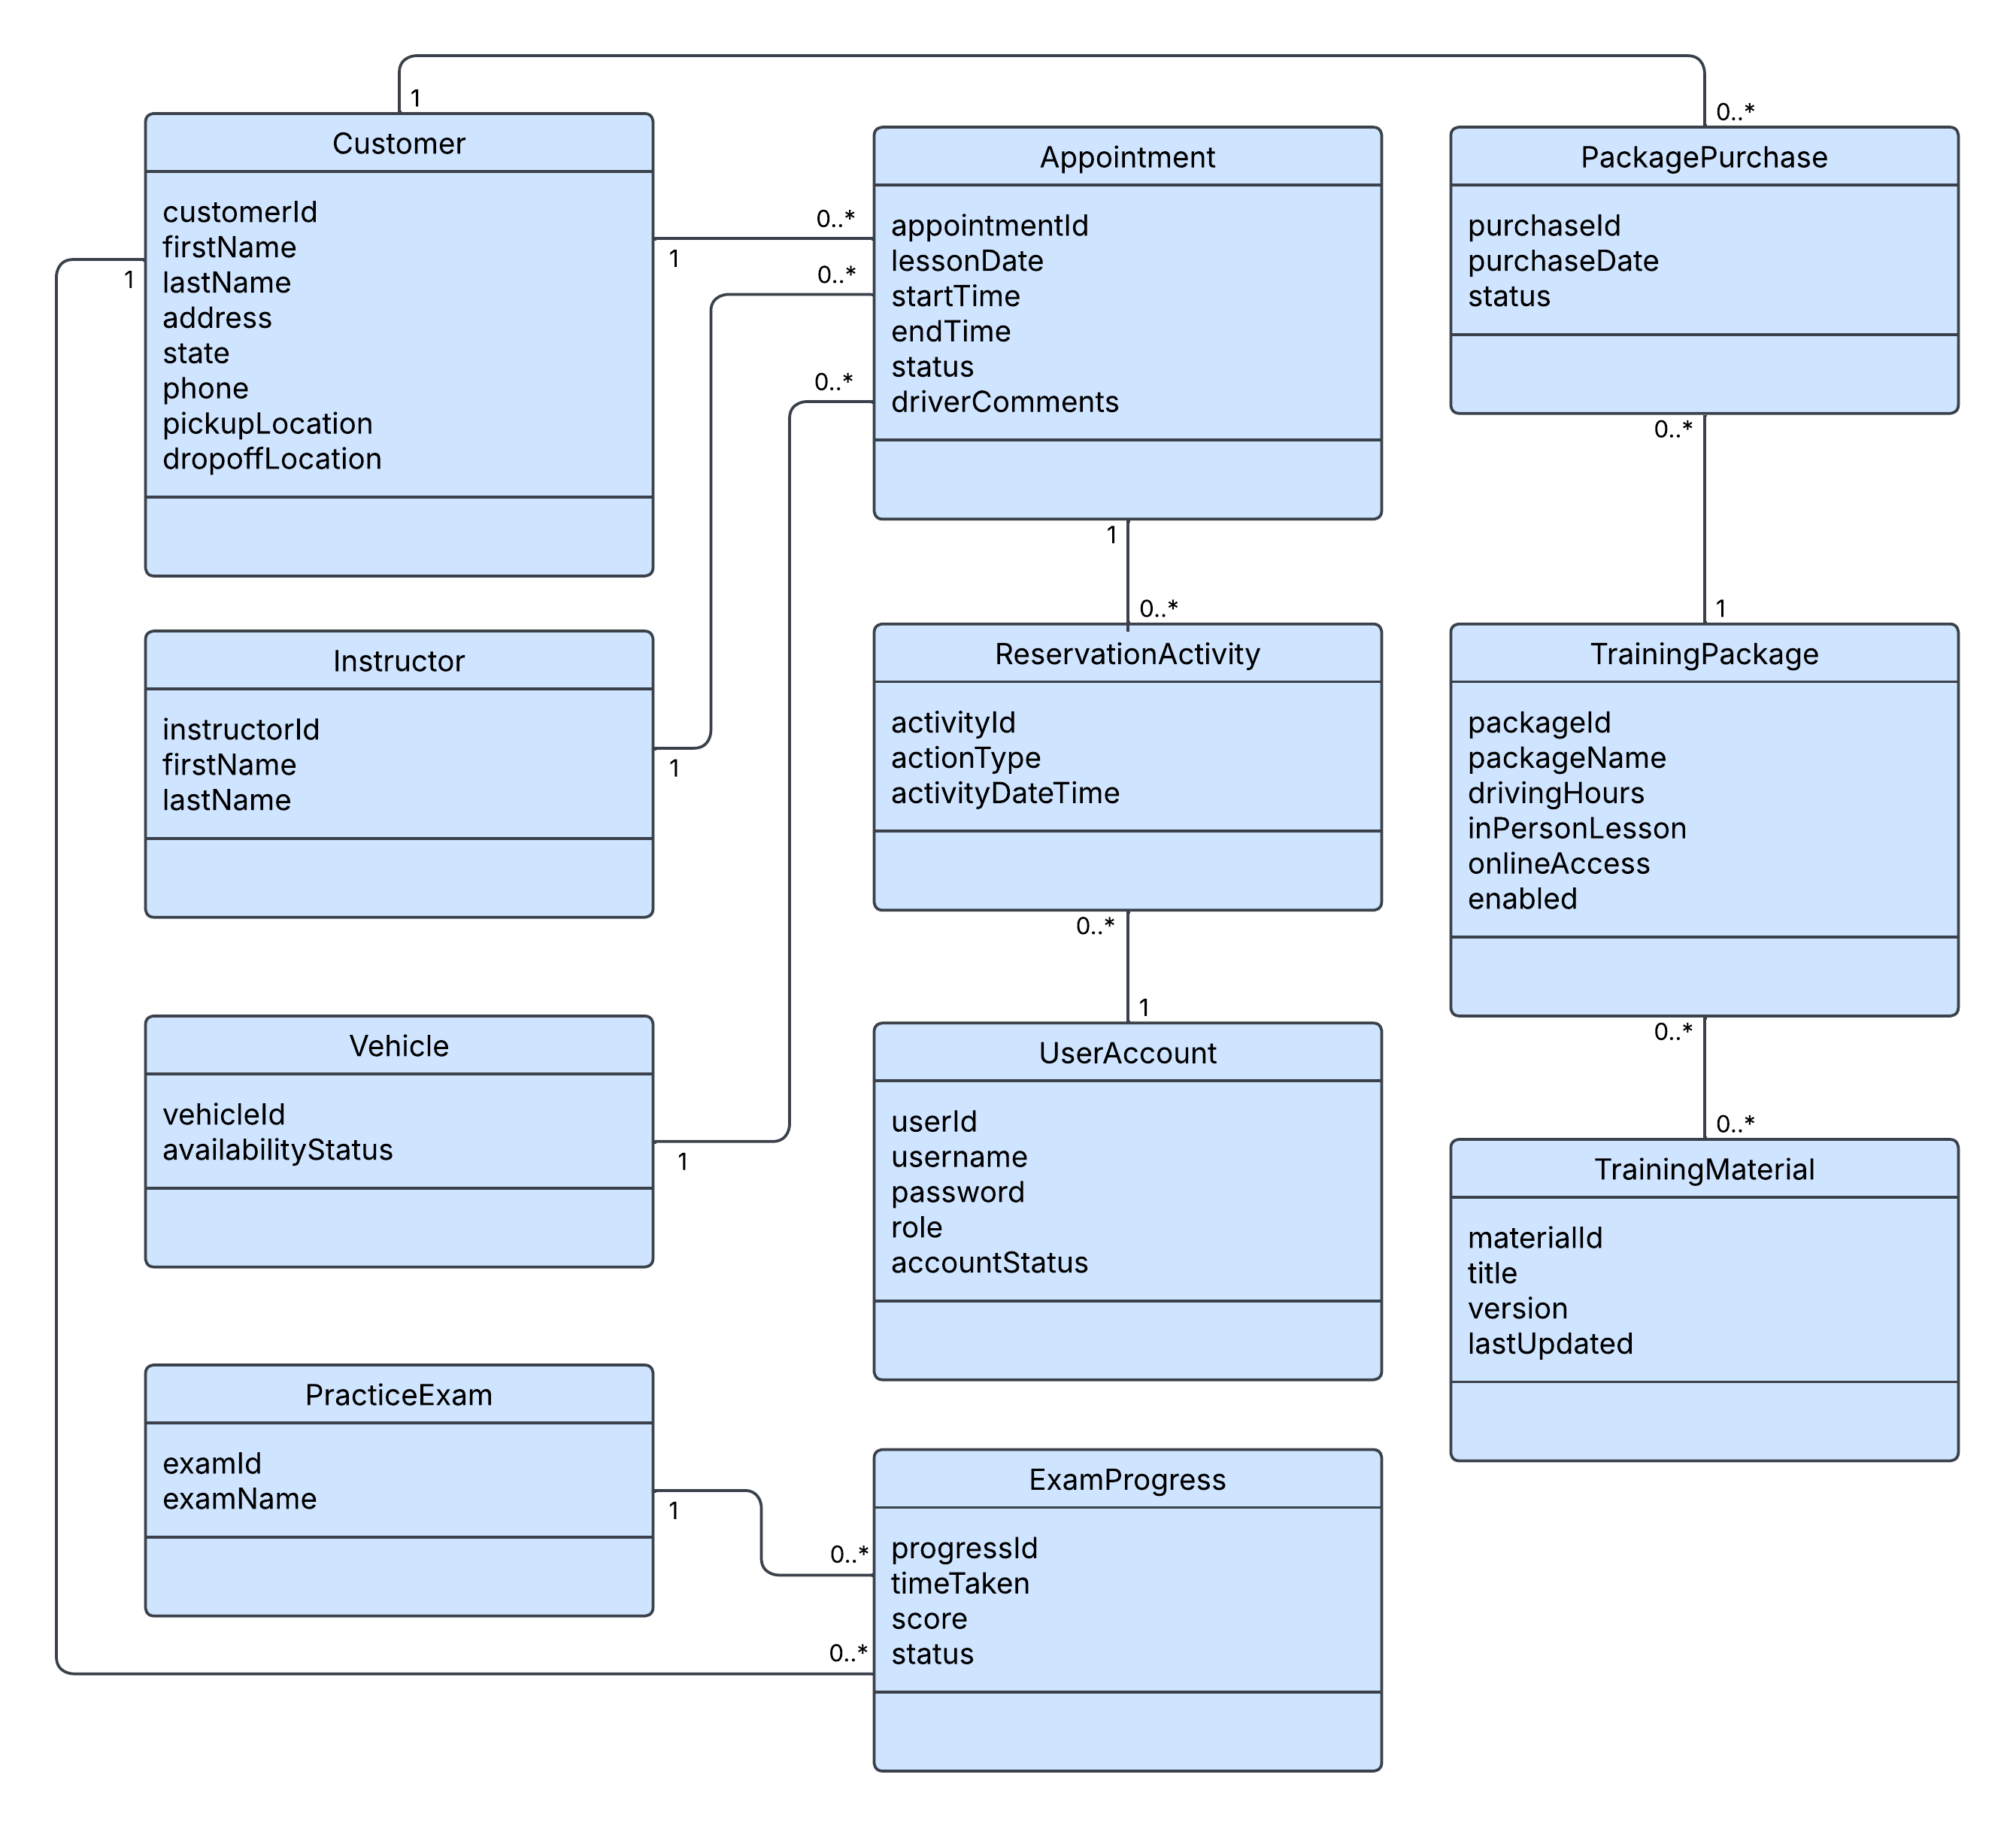 1
0..*
Customer
customerId
firstName
lastName
address
state
phone
pickupLocation
dropoffLocation
1
1
0..*
0..*
0..*
Appointment
appointmentId
lessonDate
startTime
endTime
status
driverComments
1
0..*
PackagePurchase
purchaseId
purchaseDate
status
0..*
1
Instructor
instructorId
firstName
lastName
1
ReservationActivity
activityId
actionType
activityDateTime
0..*
1
TrainingPackage
packageId
packageName
drivingHours
inPersonLesson
onlineAccess
enabled
0..*
0..*
Vehicle
vehicleId
availabilityStatus
1
UserAccount
userId
username
password
role
accountStatus
TrainingMaterial
materialId
title
version
lastUpdated
PracticeExam
examId
examName
1
0..*
0..*
ExamProgress
progressId
timeTaken
score
status